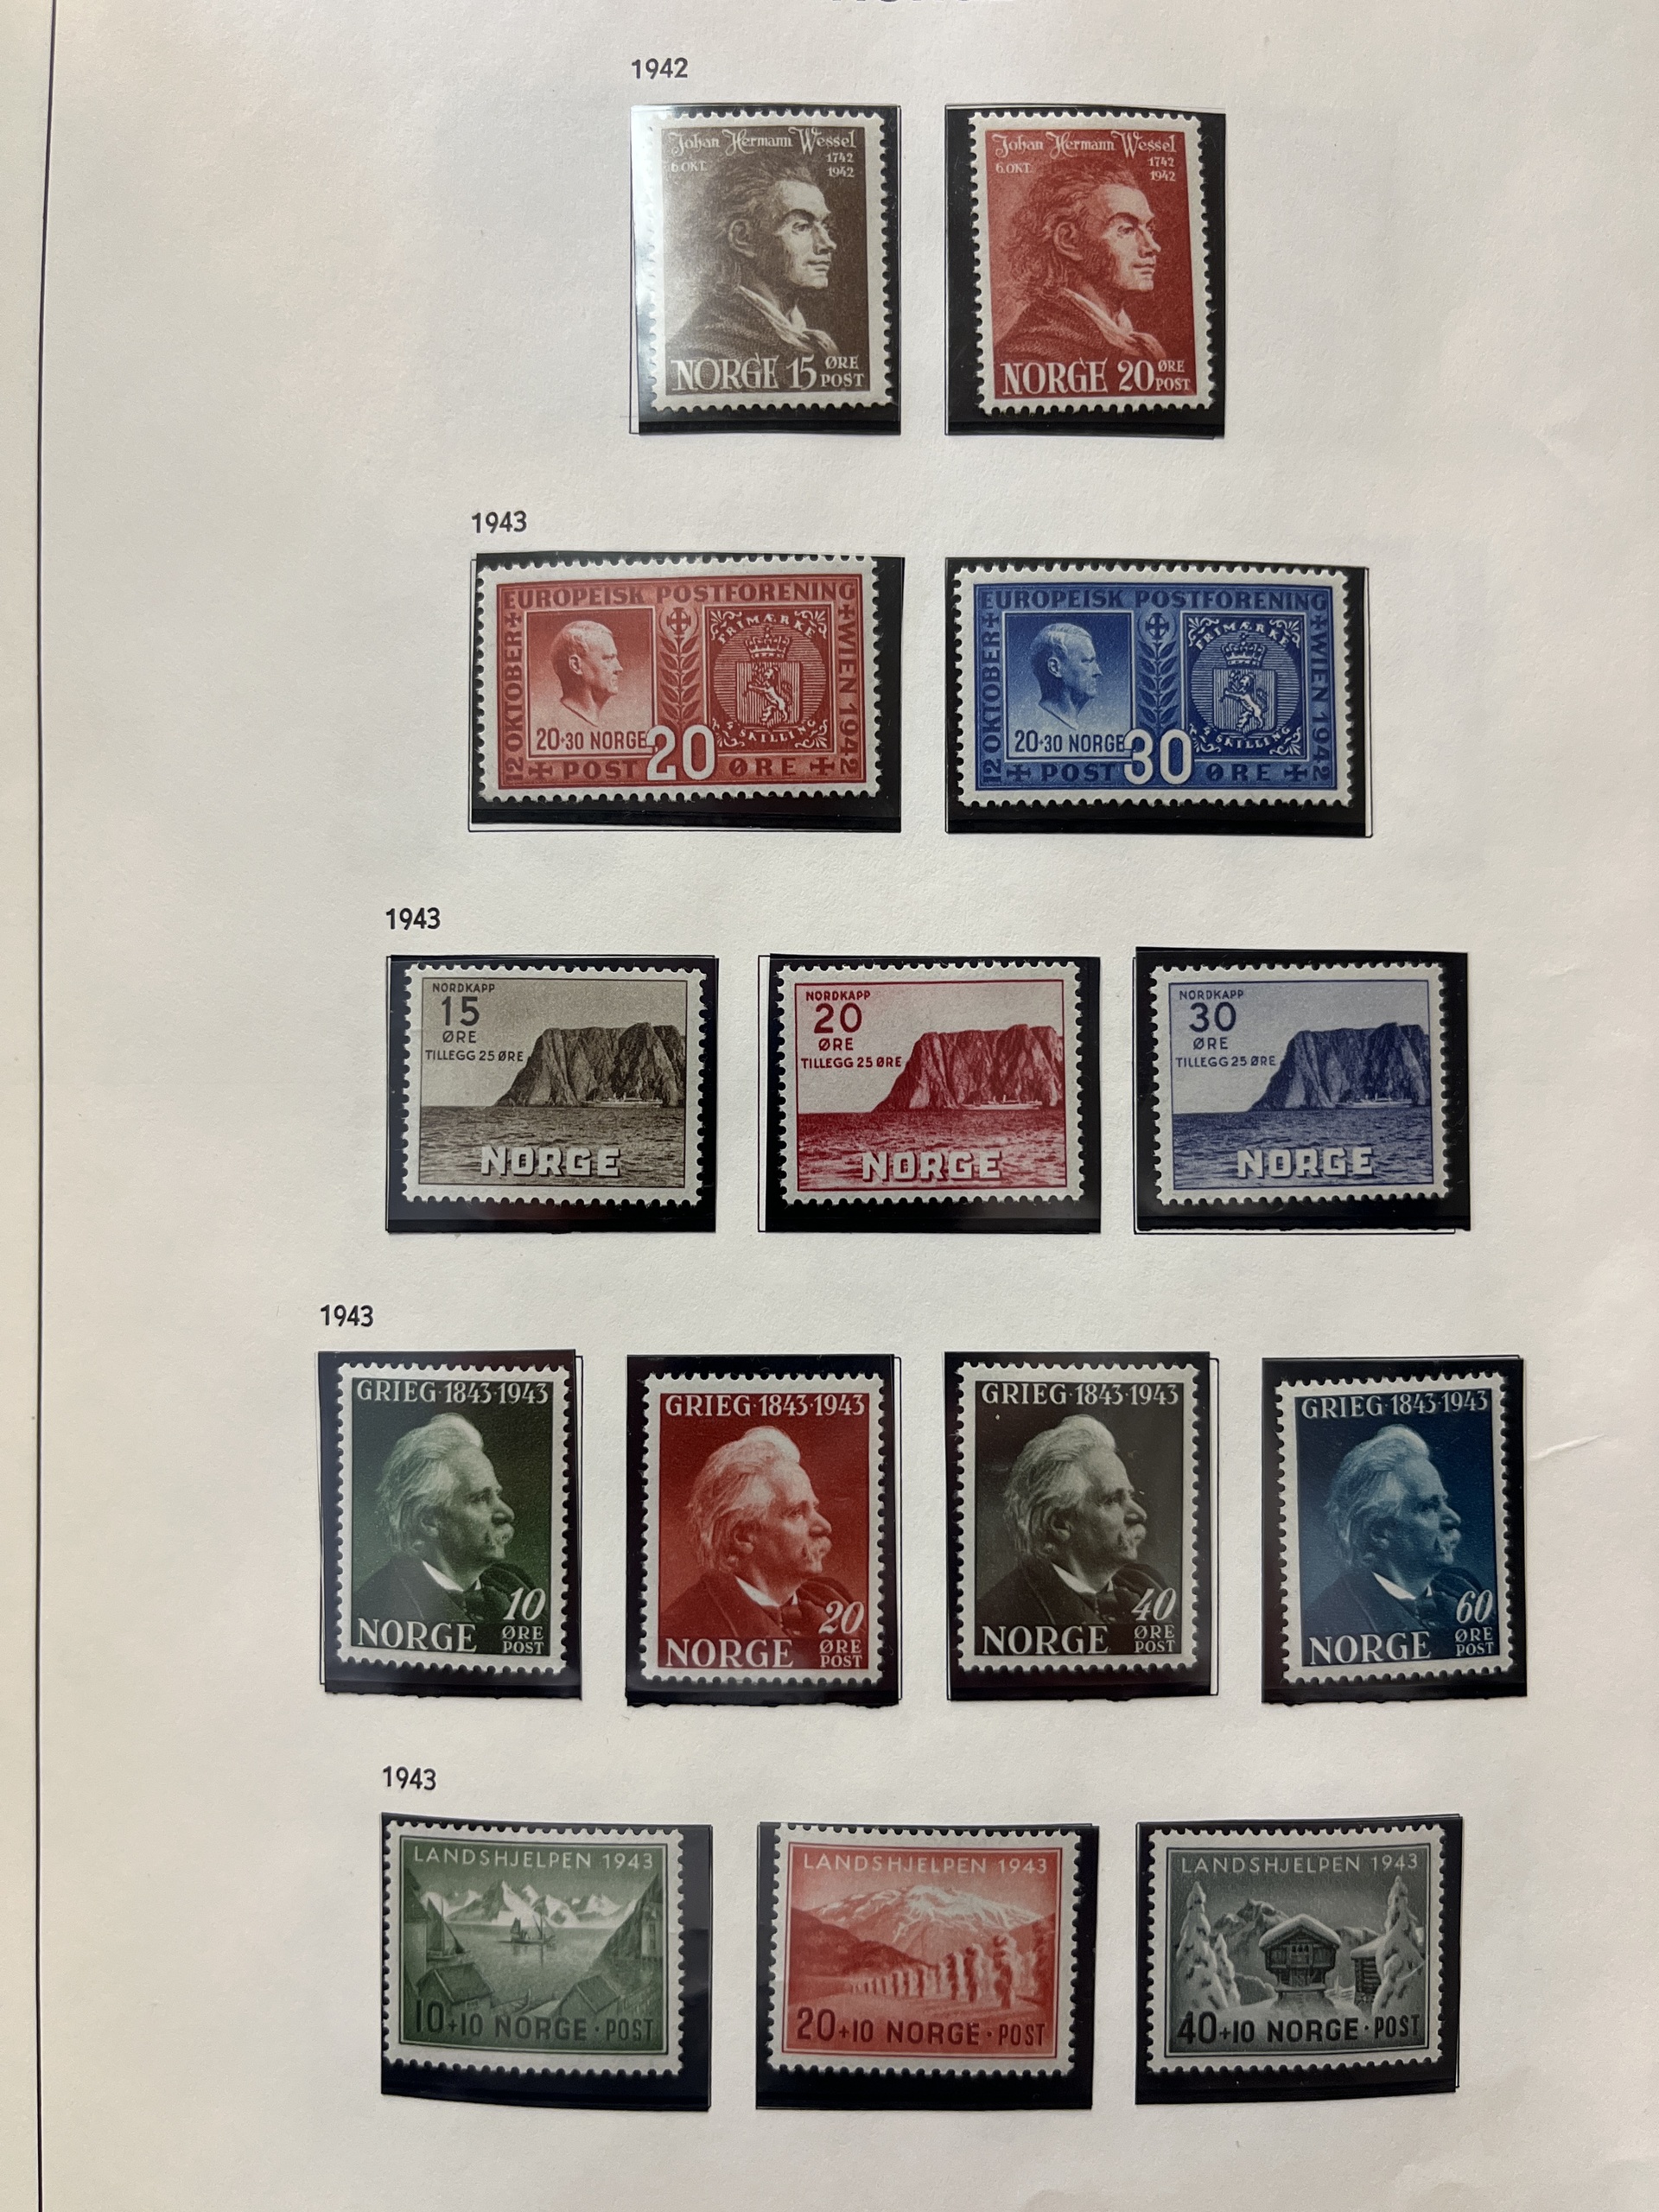 1942
Johan Hermann Wessel
6.OKT. 1742
1942
NORGE 15 ØRE
POST
Johan Hermann Wessel
6.OKT. 1742
1942
NORGE 20 ØRE
POST
1943
EUROPEISK POSTFORENING
12 OKTOBER
WIEN 1942
FRIMÆRKE
4 SKILLING
20+30 NORGE
POST 20 ØRE
EUROPEISK POSTFORENING
12 OKTOBER
WIEN 1942
FRIMÆRKE
4 SKILLING
20+30 NORGE
POST 30 ØRE
1943
NORDKAPP
15
ØRE
TILLEGG 25 ØRE
NORGE
NORDKAPP
20
ØRE
TILLEGG 25 ØRE
NORGE
NORDKAPP
30
ØRE
TILLEGG 25 ØRE
NORGE
1943
GRIEG·1843·1943
10
NORGE ØRE
POST
GRIEG·1843·1943
20
NORGE ØRE
POST
GRIEG·1843·1943
40
NORGE ØRE
POST
GRIEG·1843·1943
60
NORGE ØRE
POST
1943
LANDSHJELPEN 1943
10+10 NORGE·POST
LANDSHJELPEN 1943
20+10 NORGE·POST
LANDSHJELPEN 1943
40+10 NORGE·POST